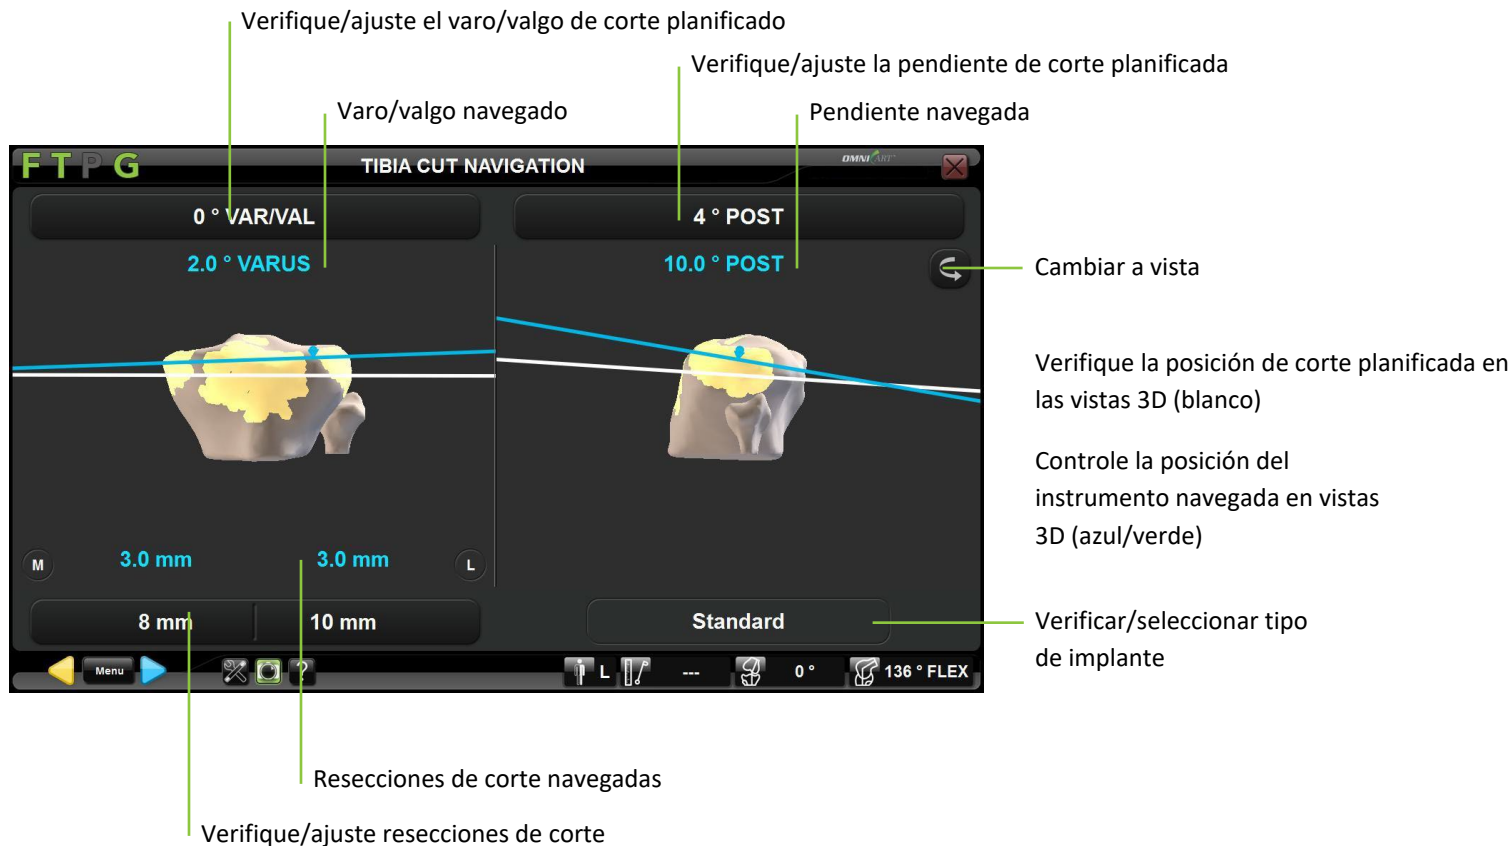 Verifique/ajuste el varo/valgo de corte planificado
Verifique/ajuste la pendiente de corte planificada
Varo/valgo navegado
Pendiente navegada
F T P G
TIBIA CUT NAVIGATION
OMNI ART
0 ° VAR/VAL
4 ° POST
2.0 ° VARUS
10.0 ° POST
Cambiar a vista
Verifique la posición de corte planificada en
las vistas 3D (blanco)
Controle la posición del
instrumento navegada en vistas
3D (azul/verde)
M
3.0 mm
3.0 mm
L
8 mm
10 mm
Standard
Verificar/seleccionar tipo
de implante
Menu
?
L
---
0 °
136 ° FLEX
Resecciones de corte navegadas
Verifique/ajuste resecciones de corte